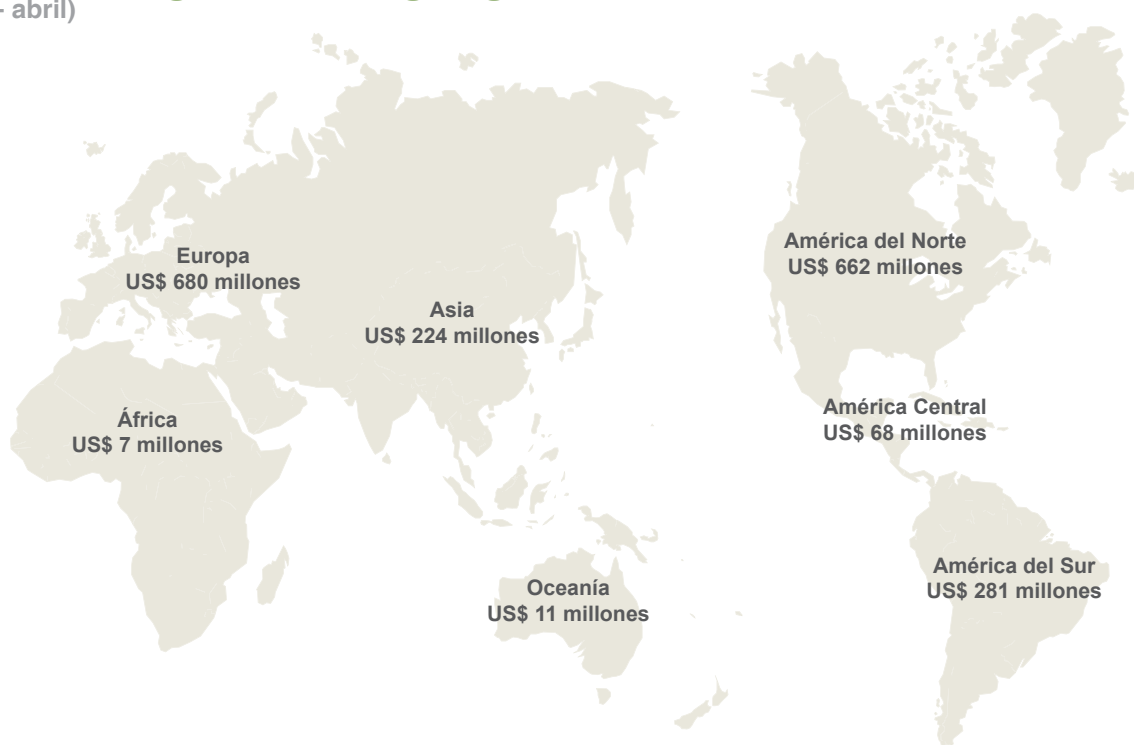 - abril)
Europa
US$ 680 millones
Asia
US$ 224 millones
África
US$ 7 millones
Oceanía
US$ 11 millones
América del Norte
US$ 662 millones
América Central
US$ 68 millones
América del Sur
US$ 281 millones